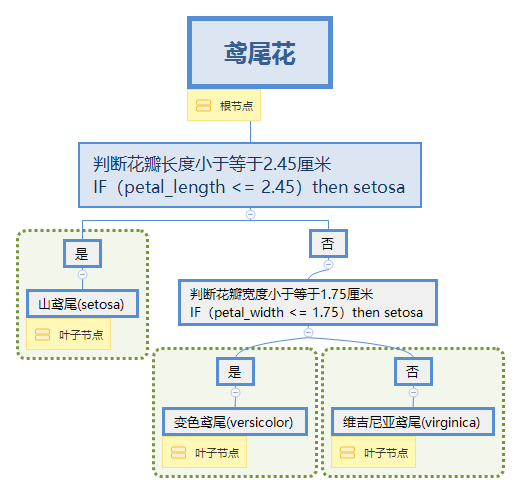 鸢尾花
根节点
判断花瓣长度小于等于2.45厘米
IF（petal_length <= 2.45）then setosa
是
否
山鸢尾(setosa)
叶子节点
判断花瓣宽度小于等于1.75厘米
IF（petal_width <= 1.75）then setosa
是
否
变色鸢尾(versicolor)
维吉尼亚鸢尾(virginica)
叶子节点
叶子节点